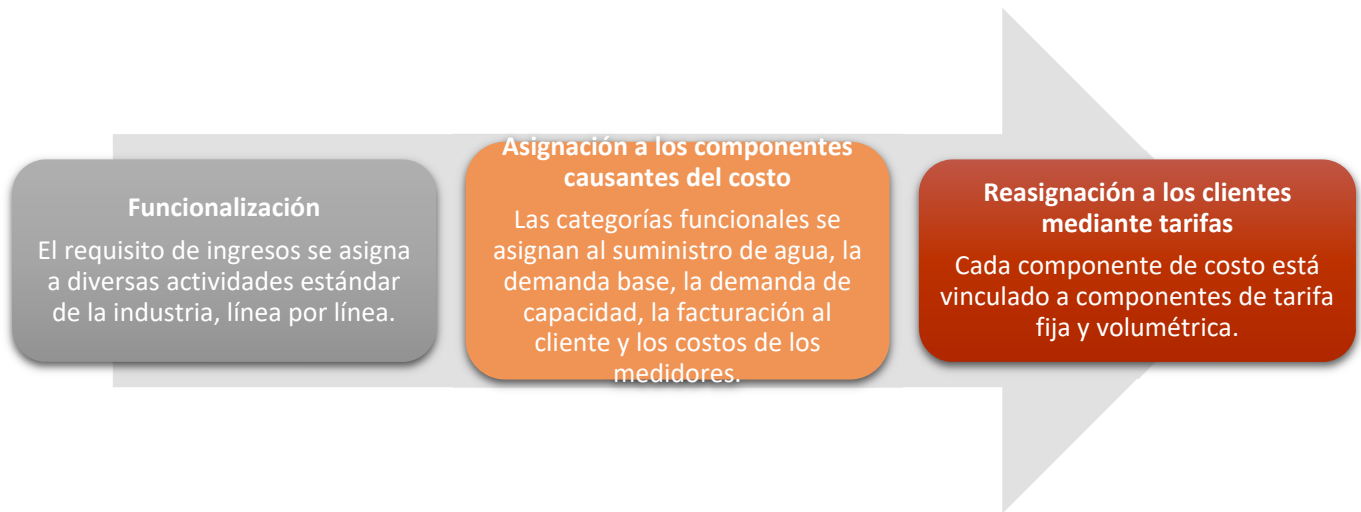 Funcionalización
El requisito de ingresos se asigna
a diversas actividades estándar
de la industria, línea por línea.
Asignación a los componentes
causantes del costo
Las categorías funcionales se
asignan al suministro de agua, la
demanda base, la demanda de
capacidad, la facturación al
cliente y los costos de los
medidores.
Reasignación a los clientes
mediante tarifas
Cada componente de costo está
vinculado a componentes de tarifa
fija y volumétrica.